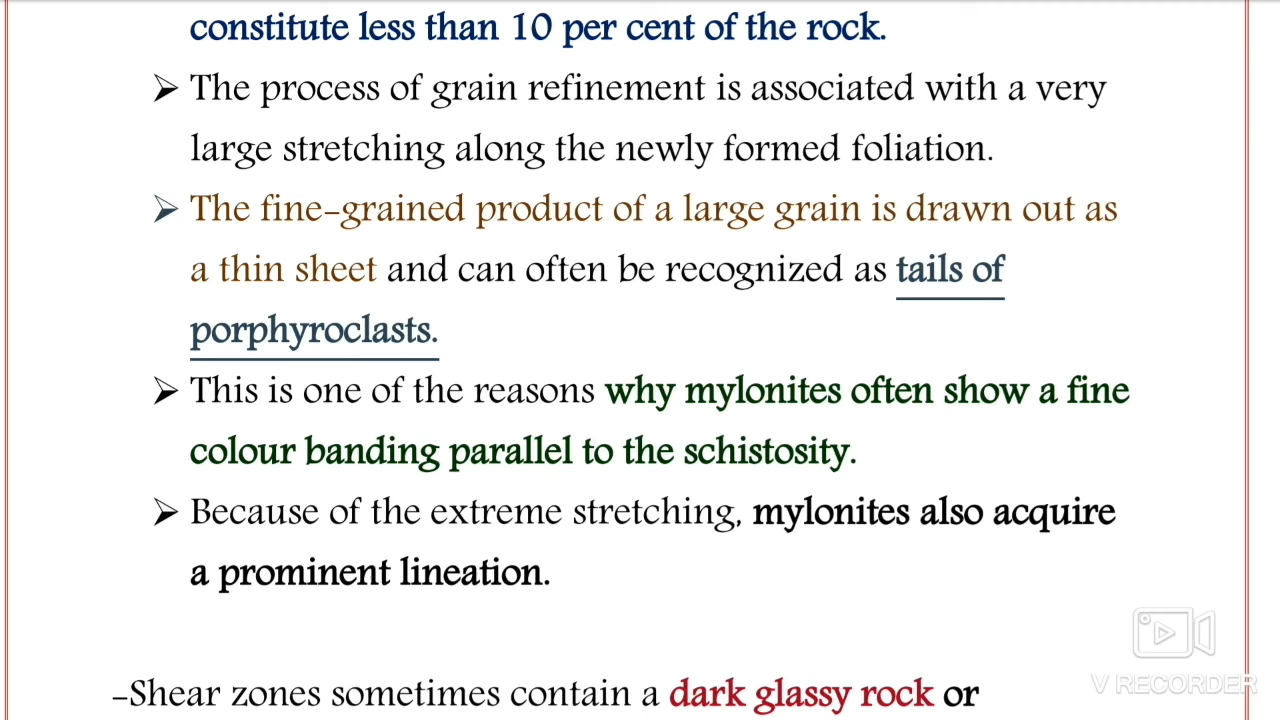 constitute less than 10 per cent of the rock.
➢ The process of grain refinement is associated with a very
large stretching along the newly formed foliation.
➢ The fine-grained product of a large grain is drawn out as
a thin sheet and can often be recognized as tails of
porphyroclasts.
➢ This is one of the reasons why mylonites often show a fine
colour banding parallel to the schistosity.
➢ Because of the extreme stretching, mylonites also acquire
a prominent lineation.
-Shear zones sometimes contain a dark glassy rock or
V RECORDER